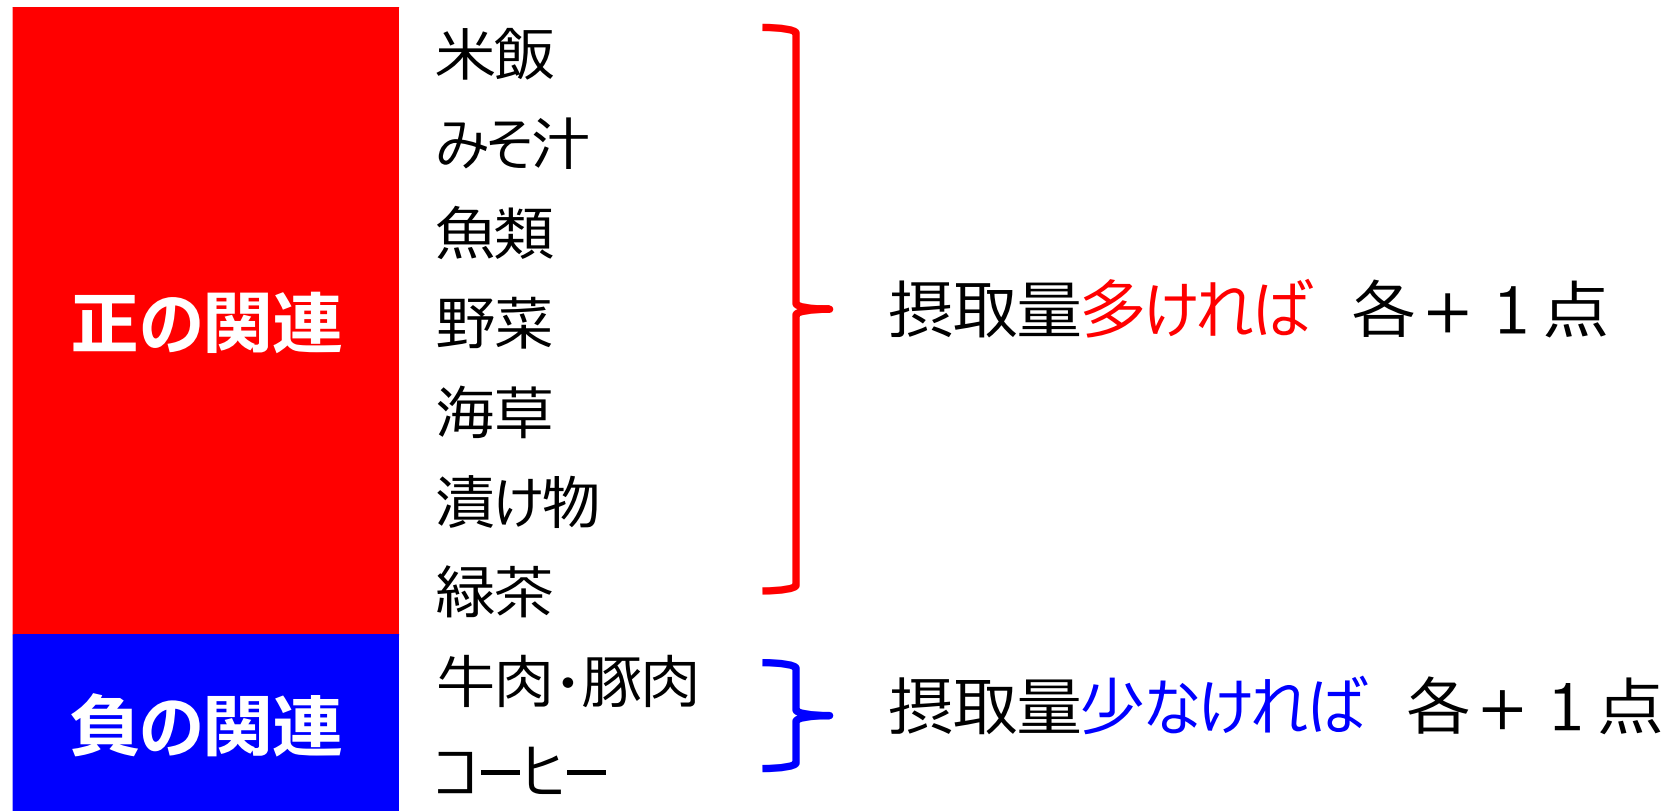 正の関連
米飯
みそ汁
魚類
野菜
海草
漬け物
緑茶
摂取量多ければ 各+1点
負の関連
牛肉・豚肉
コーヒー
摂取量少なければ 各+1点